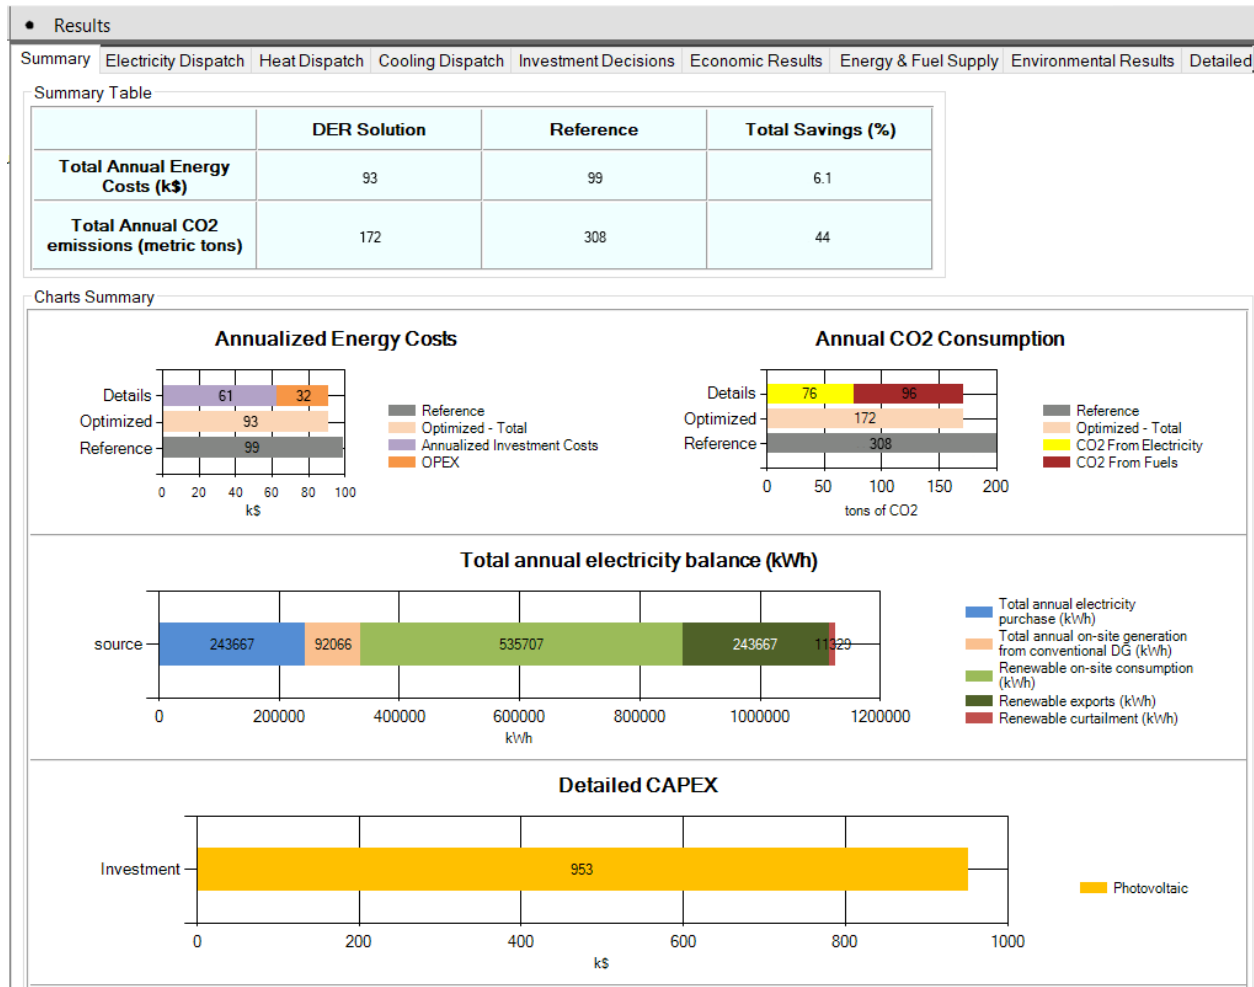 Results
Summary Electricity Dispatch Heat Dispatch Cooling Dispatch Investment Decisions Economic Results Energy & Fuel Supply Environmental Results Detailed
Summary Table
DER Solution Reference Total Savings (%)
Total Annual Energy
Costs (k$) 93 99 6.1
Total Annual CO2
emissions (metric tons) 172 308 44
Charts Summary
Annualized Energy Costs
Details 61 32
Optimized 93
Reference 99
0 20 40 60 80 100
k$
Reference
Optimized - Total
Annualized Investment Costs
OPEX
Annual CO2 Consumption
Details 76 96
Optimized 172
Reference 308
0 50 100 150 200
tons of CO2
Reference
Optimized - Total
CO2 From Electricity
CO2 From Fuels
Total annual electricity balance (kWh)
source 243667 92066 535707 243667 11329
0 200000 400000 600000 800000 1000000 1200000
kWh
Total annual electricity
purchase (kWh)
Total annual on-site generation
from conventional DG (kWh)
Renewable on-site consumption
(kWh)
Renewable exports (kWh)
Renewable curtailment (kWh)
Detailed CAPEX
Investment 953
0 200 400 600 800 1000
k$
Photovoltaic